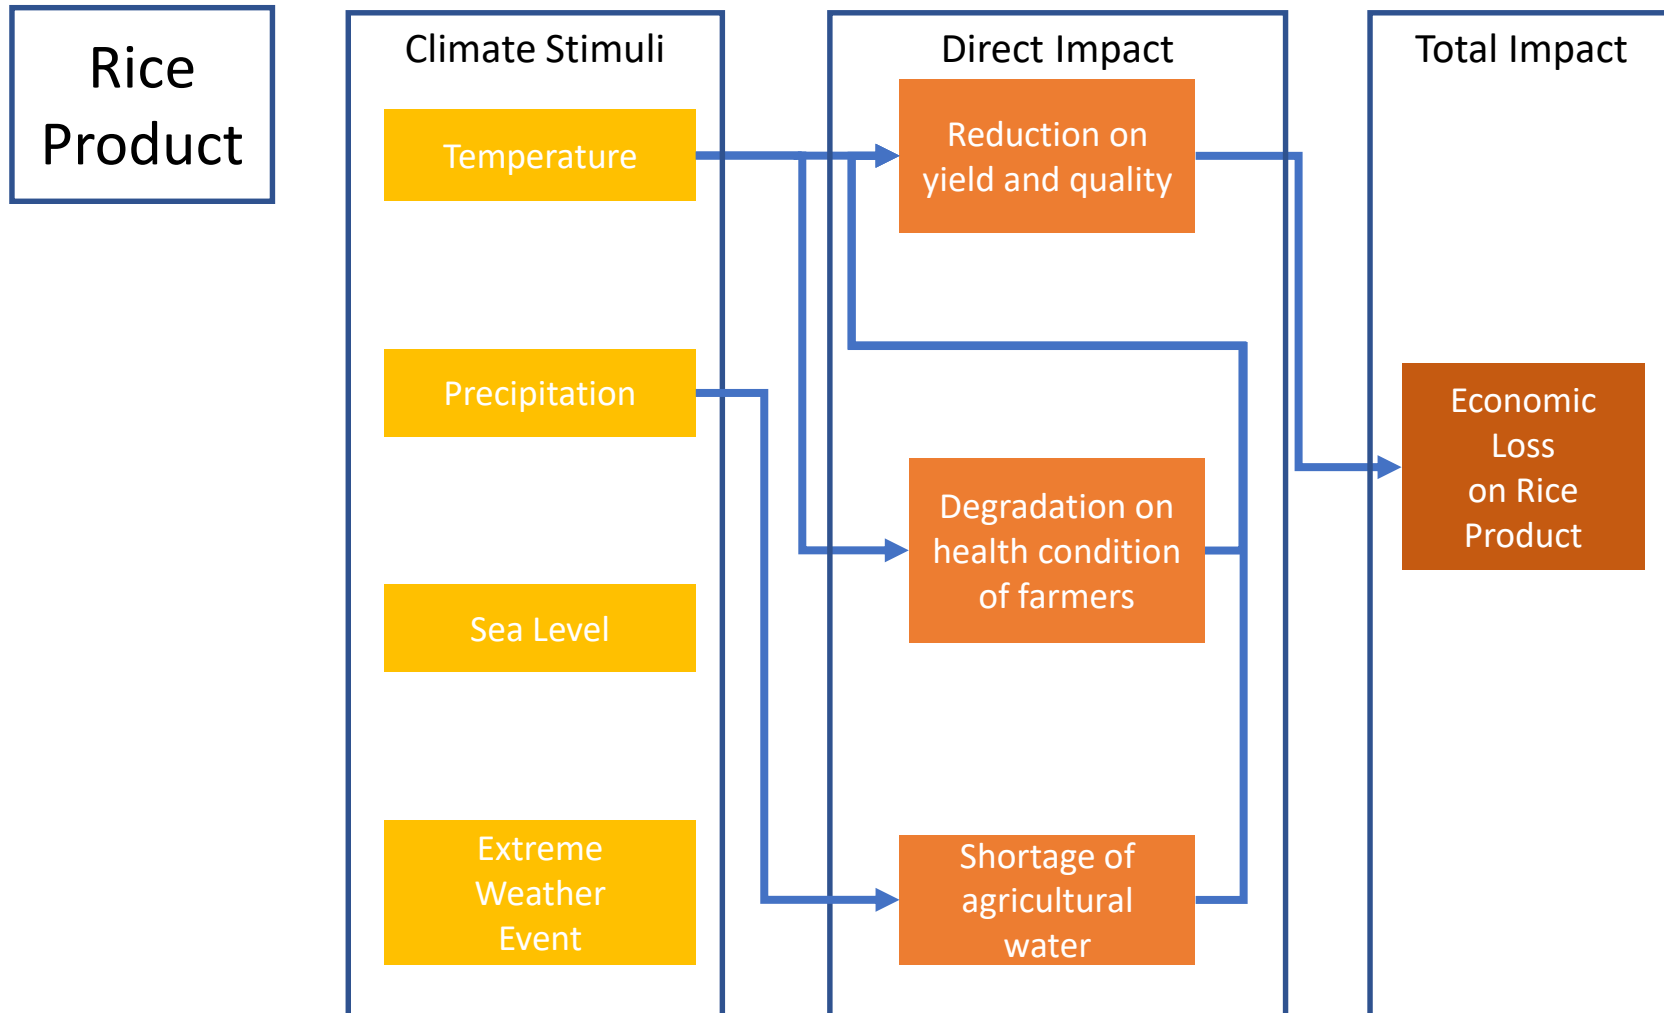 Rice
Product
Climate Stimuli
Temperature
Precipitation
Sea Level
Extreme
Weather
Event
Direct Impact
Reduction on
yield and quality
Degradation on
health condition
of farmers
Shortage of
agricultural
water
Total Impact
Economic
Loss
on Rice
Product